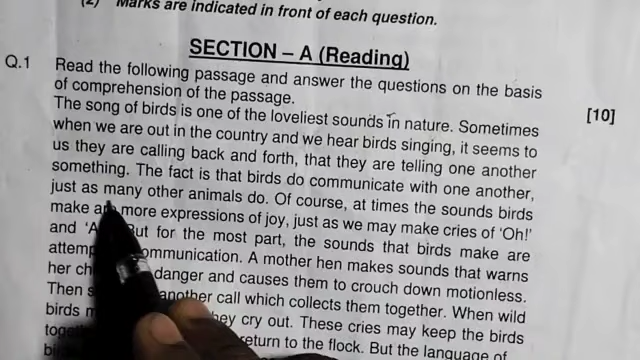 (2) Marks are indicated in front of each question.
SECTION – A (Reading)
Q.1 Read the following passage and answer the questions on the basis
of comprehension of the passage. [10]
The song of birds is one of the loveliest sounds in nature. Sometimes
when we are out in the country and we hear birds singing, it seems to
us they are calling back and forth, that they are telling one another
something. The fact is that birds do communicate with one another,
just as many other animals do. Of course, at times the sounds birds
make more expressions of joy, just as we may make cries of 'Oh!'
and But for the most part, the sounds that birds make are
communication. A mother hen makes sounds that warns
her danger and causes them to crouch down motionless.
Then another call which collects them together. When wild
birds they cry out. These cries may keep the birds
return to the flock. But the language of